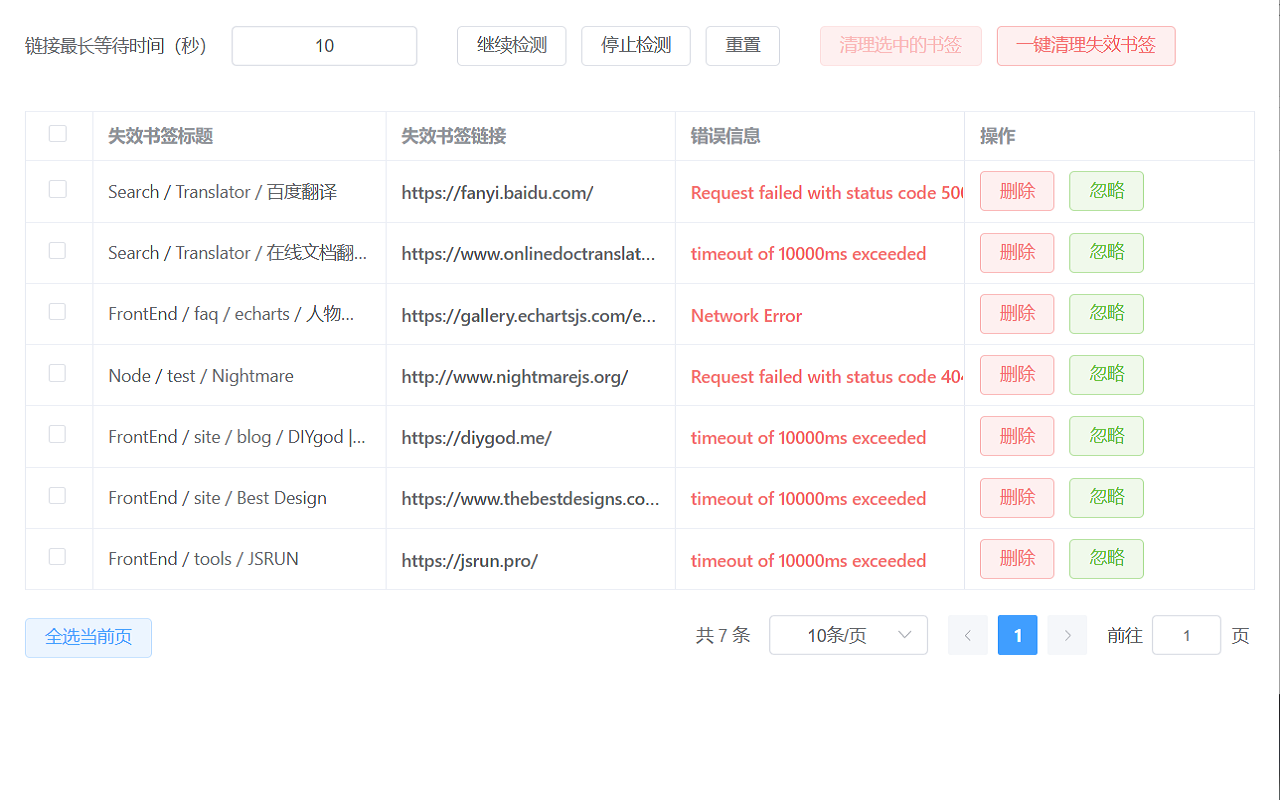 链接最长等待时间（秒） 10 继续检测 停止检测 重置 清理选中的书签 一键清理失效书签
失效书签标题 失效书签链接 错误信息 操作
Search / Translator / 百度翻译 https://fanyi.baidu.com/ Request failed with status code 500 删除 忽略
Search / Translator / 在线文档翻... https://www.onlinedoctranslat... timeout of 10000ms exceeded 删除 忽略
FrontEnd / faq / echarts / 人物... https://gallery.echartsjs.com/e... Network Error 删除 忽略
Node / test / Nightmare http://www.nightmarejs.org/ Request failed with status code 404 删除 忽略
FrontEnd / site / blog / DIYgod |... https://diygod.me/ timeout of 10000ms exceeded 删除 忽略
FrontEnd / site / Best Design https://www.thebestdesigns.co... timeout of 10000ms exceeded 删除 忽略
FrontEnd / tools / JSRUN https://jsrun.pro/ timeout of 10000ms exceeded 删除 忽略
全选当前页 共 7 条 10条/页 1 前往 1 页